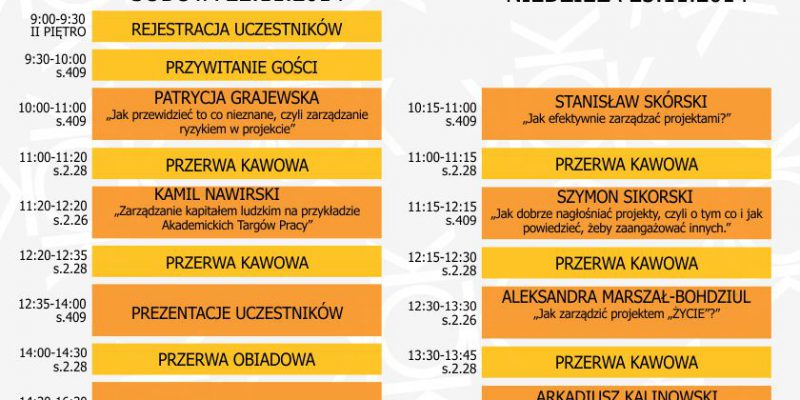 9:00-9:30
II PIĘTRO
REJESTRACJA UCZESTNIKÓW
9:30-10:00
s.409
PRZYWITANIE GOŚCI
10:00-11:00
s.409
PATRYCJA GRAJEWSKA
„Jak przewidzieć to co nieznane, czyli zarządzanie
ryzykiem w projekcie”
11:00-11:20
s.2.28
PRZERWA KAWOWA
11:20-12:20
s.2.26
KAMIL NAWIRSKI
„Zarządzanie kapitałem ludzkim na przykładzie
Akademickich Targów Pracy”
12:20-12:35
s.2.28
PRZERWA KAWOWA
12:35-14:00
s.409
PREZENTACJE UCZESTNIKÓW
14:00-14:30
s.2.28
PRZERWA OBIADOWA
10:15-11:00
s.409
STANISŁAW SKÓRSKI
„Jak efektywnie zarządzać projektami?”
11:00-11:15
s.2.28
PRZERWA KAWOWA
11:15-12:15
s.409
SZYMON SIKORSKI
„Jak dobrze nagłośniać projekty, czyli o tym co i jak
powiedzieć, żeby zaangażować innych.”
12:15-12:30
s.2.28
PRZERWA KAWOWA
12:30-13:30
s.2.26
ALEKSANDRA MARSZAŁ-BOHDZIUL
„Jak zarządzić projektem „ŻYCIE”?”
13:30-13:45
s.2.28
PRZERWA KAWOWA
ARKADIUSZ KALINOWSKI